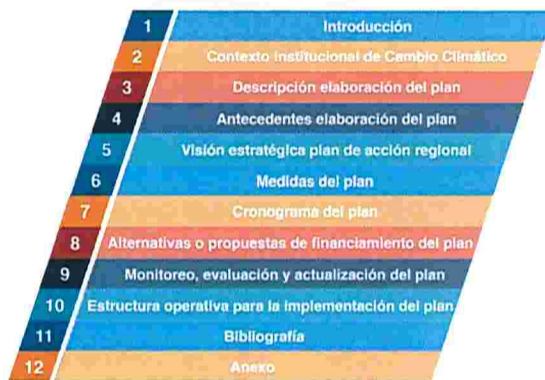 1 Introducción
2 Contexto institucional de Cambio Climático
3 Descripción elaboración del plan
4 Antecedentes elaboración del plan
5 Visión estratégica plan de acción regional
6 Medidas del plan
7 Cronograma del plan
8 Alternativas o propuestas de financiamiento del plan
9 Monitoreo, evaluación y actualización del plan
10 Estructura operativa para la implementación del plan
11 Bibliografía
12 Anexo